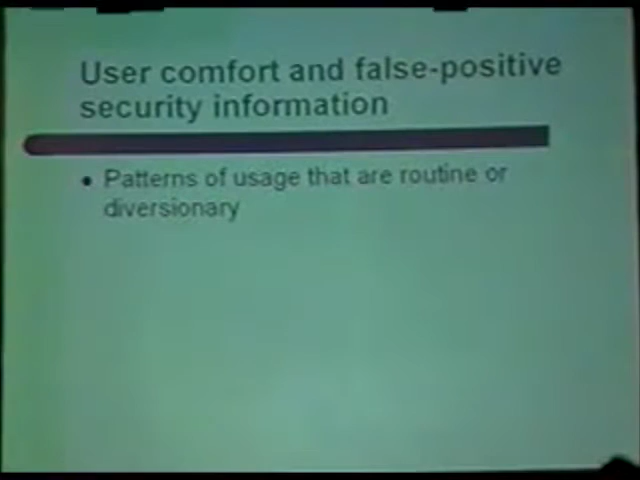 User comfort and false-positive
security information
• Patterns of usage that are routine or
diversionary